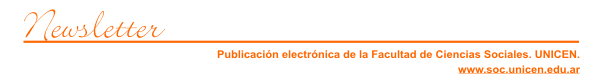 Newsletter
Publicación electrónica de la Facultad de Ciencias Sociales. UNICEN.
www.soc.unicen.edu.ar